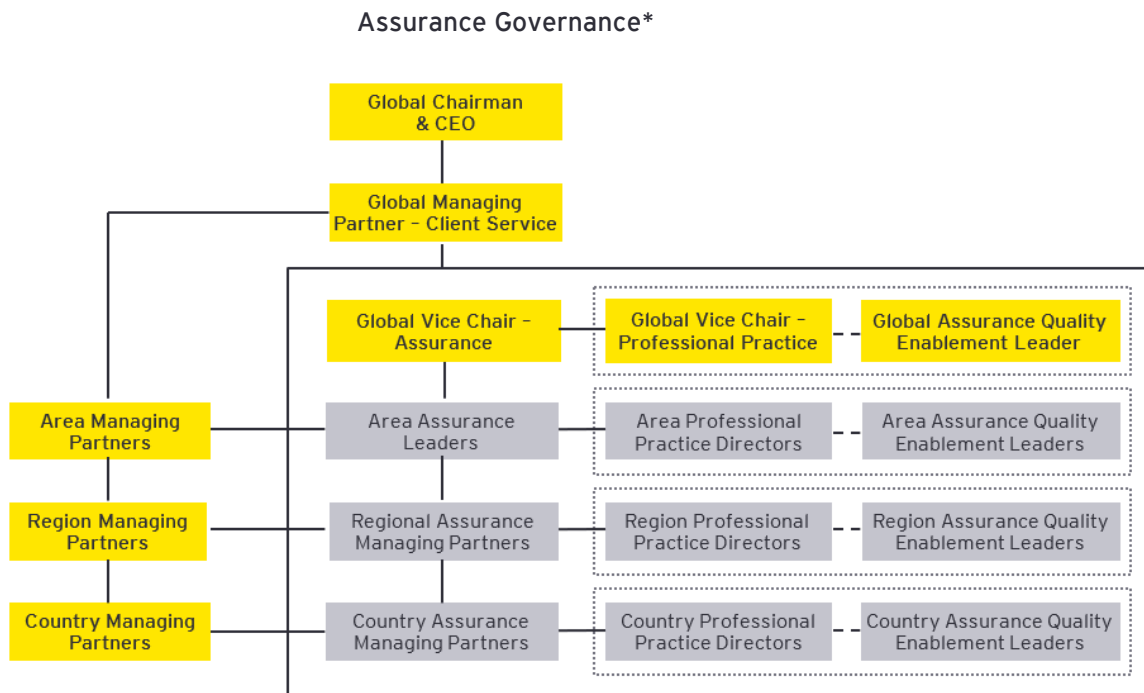 Assurance Governance*
Global Chairman
& CEO
Global Managing
Partner – Client Service
Global Vice Chair –
Assurance
Global Vice Chair –
Professional Practice
Global Assurance Quality
Enablement Leader
Area Managing
Partners
Area Assurance
Leaders
Area Professional
Practice Directors
Area Assurance Quality
Enablement Leaders
Region Managing
Partners
Regional Assurance
Managing Partners
Region Professional
Practice Directors
Region Assurance Quality
Enablement Leaders
Country Managing
Partners
Country Assurance
Managing Partners
Country Professional
Practice Directors
Country Assurance Quality
Enablement Leaders